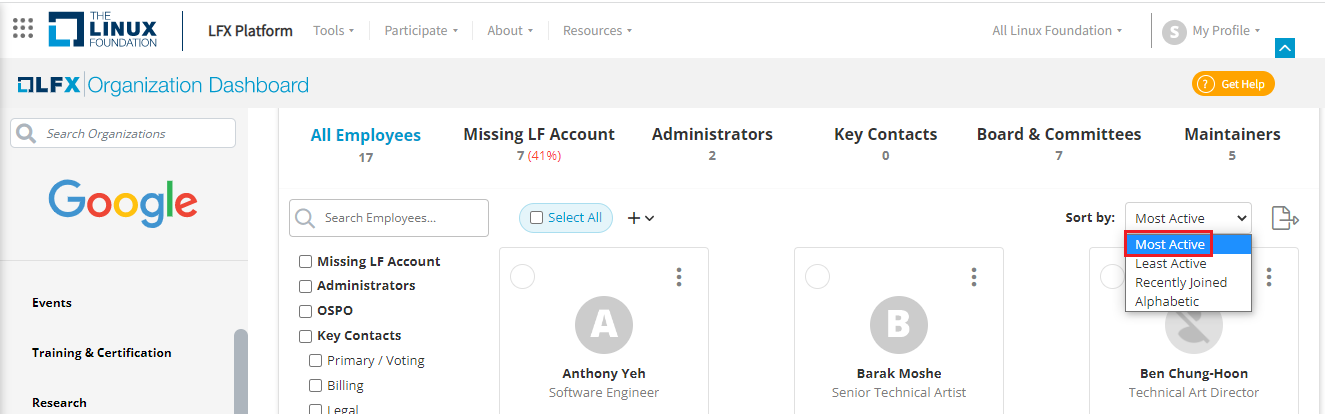 THE LINUX FOUNDATION
LFX Platform Tools Participate About Resources All Linux Foundation S My Profile
LFX Organization Dashboard ? Get Help
Search Organizations
Google
Events
Training & Certification
Research
All Employees Missing LF Account Administrators Key Contacts Board & Committees Maintainers
17 7 (41%) 2 0 7 5
Search Employees... Select All + Sort by: Most Active
Most Active
Least Active
Recently Joined
Alphabetic
Missing LF Account
Administrators
OSPO
Key Contacts
Primary / Voting
Billing
Legal
A
Anthony Yeh
Software Engineer
B
Barak Moshe
Senior Technical Artist
Ben Chung-Hoon
Technical Art Director